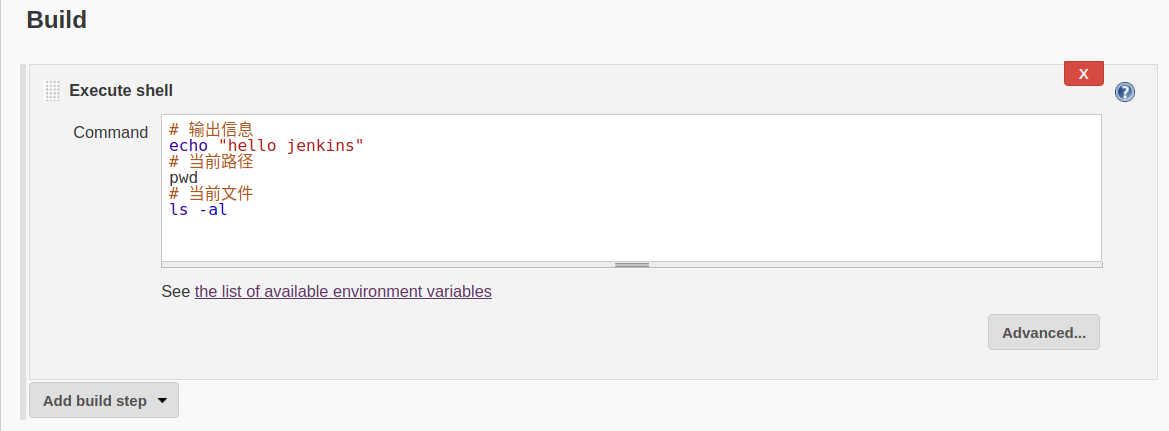 Build
X
Execute shell
?
Command
# 输出信息
echo "hello jenkins"
# 当前路径
pwd
# 当前文件
ls -al
See the list of available environment variables
Advanced...
Add build step